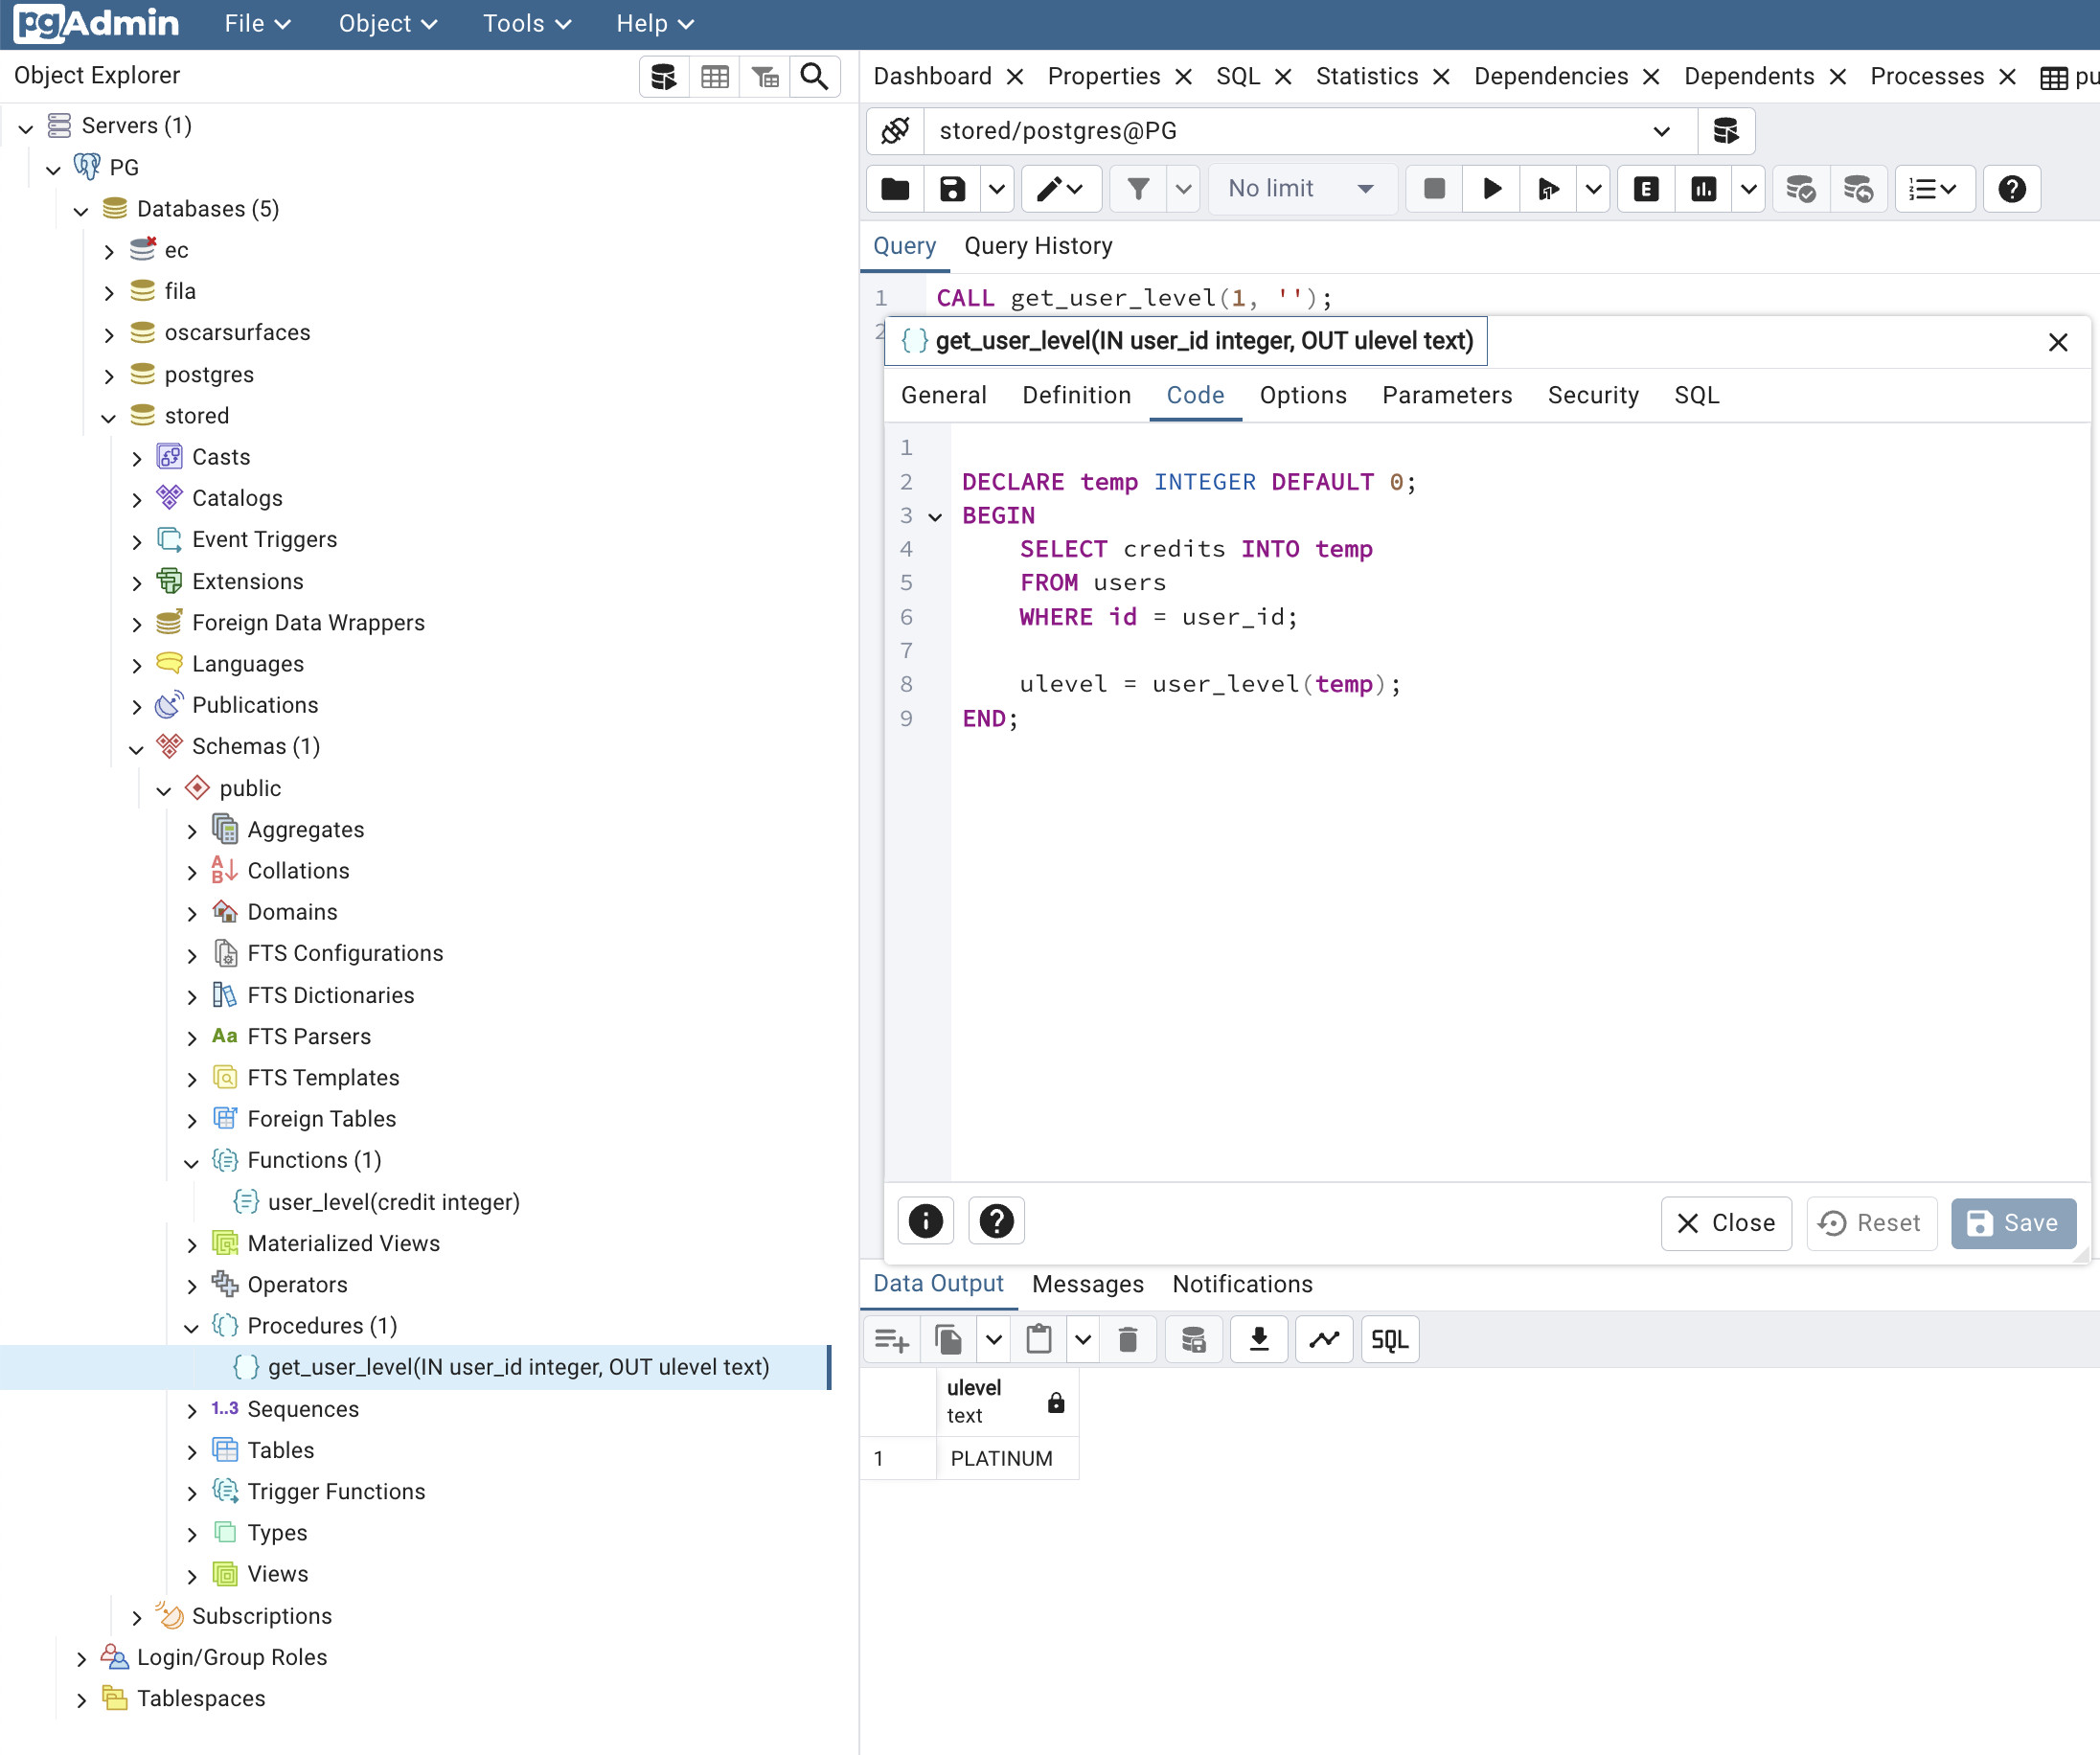 pgAdmin File Object Tools Help
Object Explorer
Servers (1)
PG
Databases (5)
ec
fila
oscarsurfaces
postgres
stored
Casts
Catalogs
Event Triggers
Extensions
Foreign Data Wrappers
Languages
Publications
Schemas (1)
public
Aggregates
Collations
Domains
FTS Configurations
FTS Dictionaries
Aa FTS Parsers
FTS Templates
Foreign Tables
Functions (1)
user_level(credit integer)
Materialized Views
Operators
Procedures (1)
get_user_level(IN user_id integer, OUT ulevel text)
1..3 Sequences
Tables
Trigger Functions
Types
Views
Subscriptions
Login/Group Roles
Tablespaces
Dashboard Properties SQL Statistics Dependencies Dependents Processes pu
stored/postgres@PG
No limit
Query Query History
1 CALL get_user_level(1, '');
2
get_user_level(IN user_id integer, OUT ulevel text)
General Definition Code Options Parameters Security SQL
1
2 DECLARE temp INTEGER DEFAULT 0;
3 BEGIN
4 SELECT credits INTO temp
5 FROM users
6 WHERE id = user_id;
7
8 ulevel = user_level(temp);
9 END;
Close Reset Save
Data Output Messages Notifications
SQL
ulevel
text
1 PLATINUM